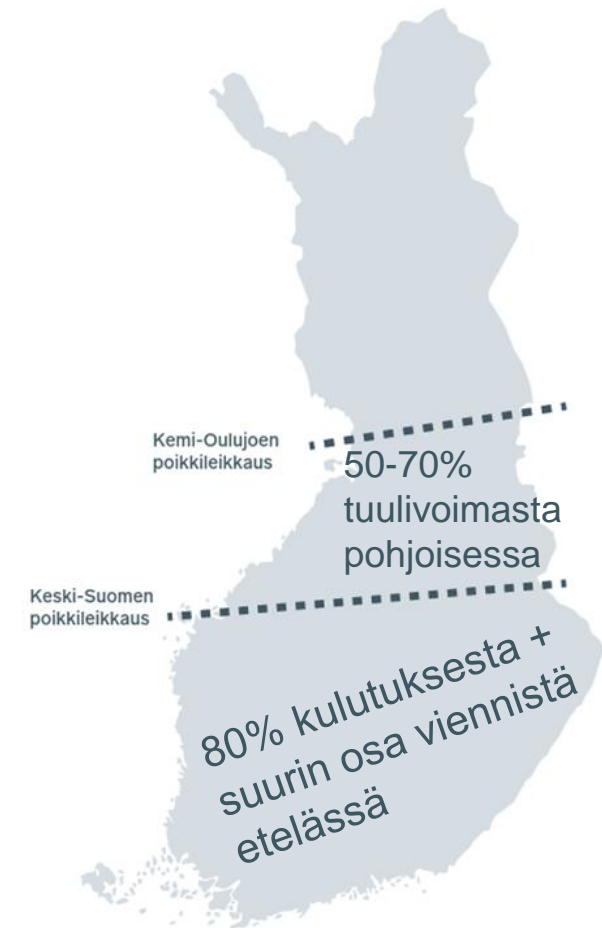 Kemi-Oulujoen
poikkileikkaus
50-70%
tuulivoimasta
pohjoisessa
Keski-Suomen
poikkileikkaus
80% kulutuksesta +
suurin osa viennistä
etelässä